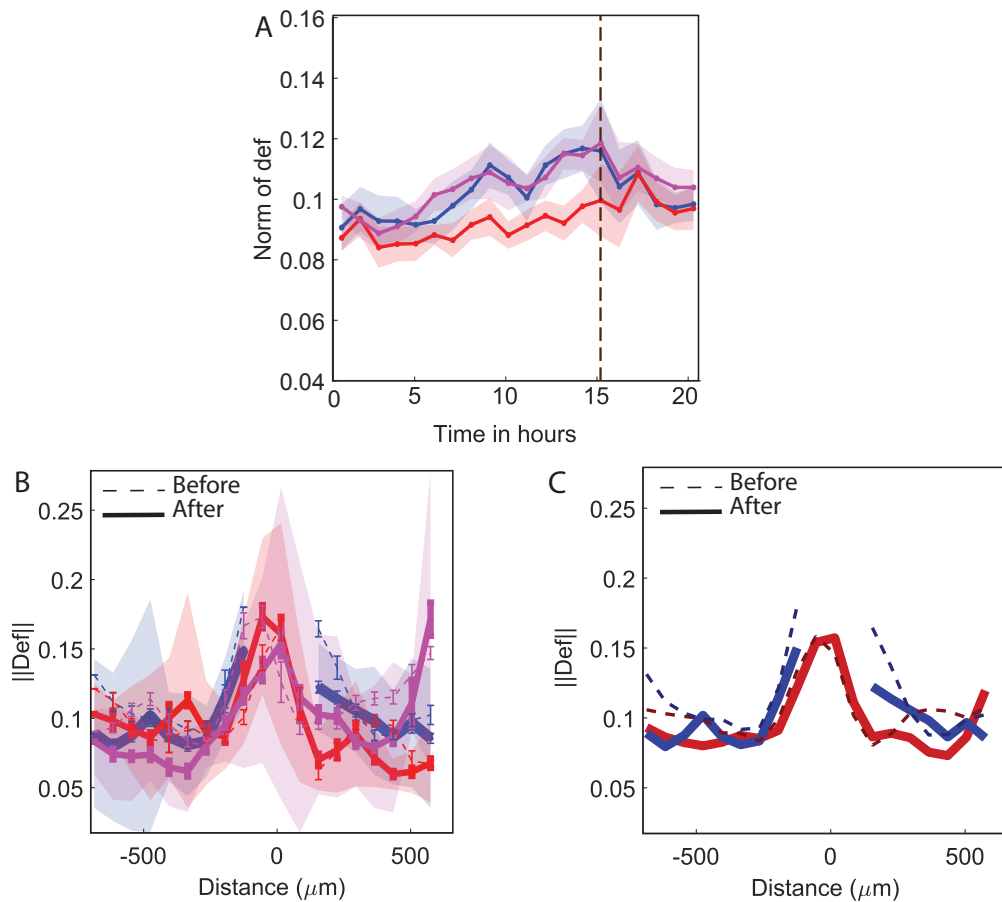 A
0.16
0.14
0.12
0.1
0.08
0.06
0.04
Norm of def
0 5 10 15 20
Time in hours
B
Before
After
0.25
0.2
0.15
0.1
0.05
||Def||
-500 0 500
Distance (μm)
C
Before
After
0.25
0.2
0.15
0.1
0.05
||Def||
-500 0 500
Distance (μm)